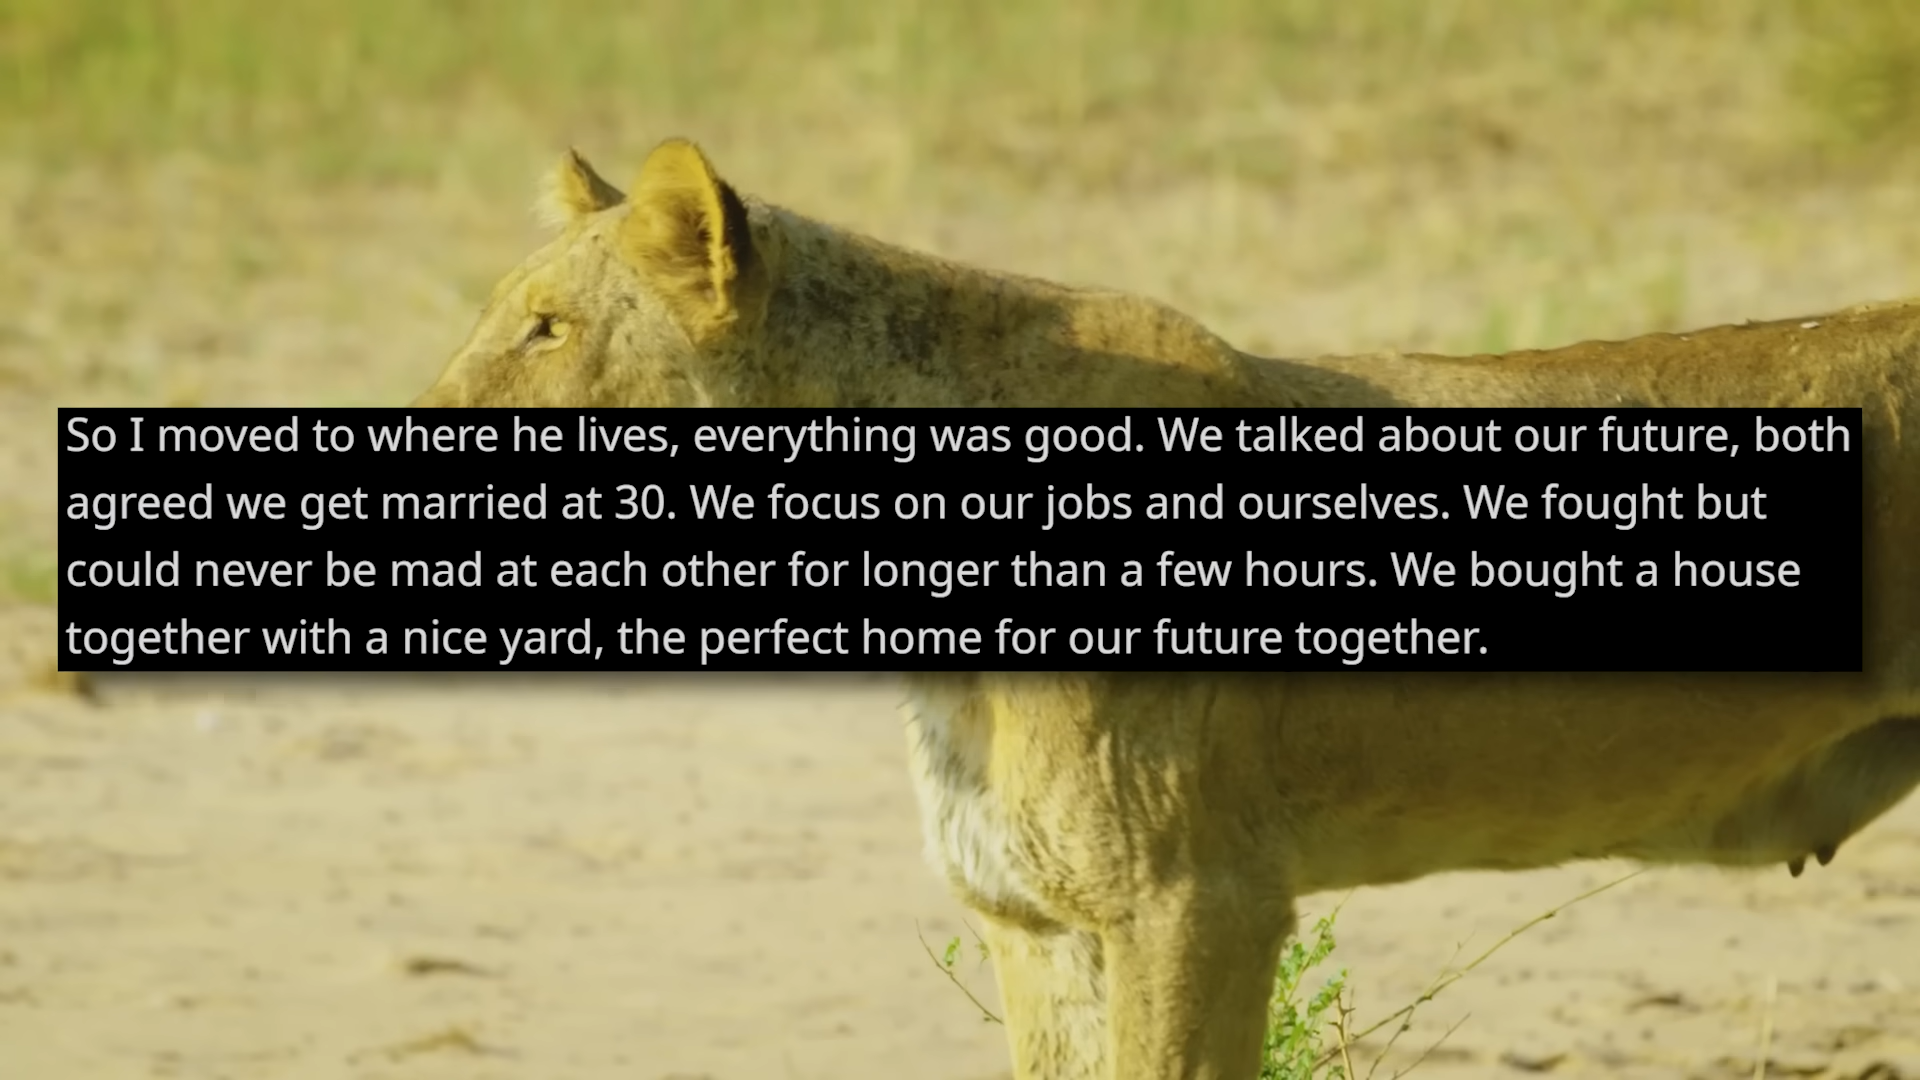 So I moved to where he lives, everything was good. We talked about our future, both
agreed we get married at 30. We focus on our jobs and ourselves. We fought but
could never be mad at each other for longer than a few hours. We bought a house
together with a nice yard, the perfect home for our future together.